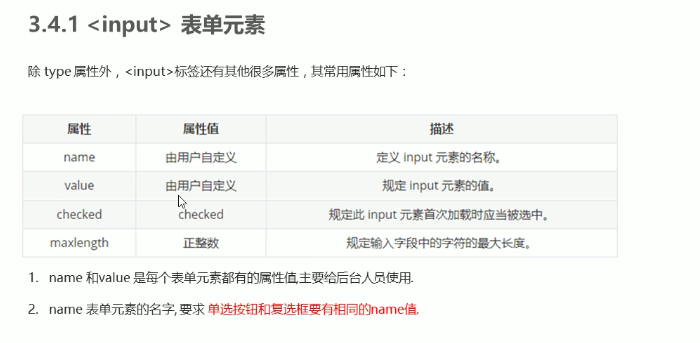 3.4.1 <input> 表单元素
除 type 属性外，<input>标签还有其他很多属性，其常用属性如下：
属性 属性值 描述
name 由用户自定义 定义 input 元素的名称。
value 由用户自定义 规定 input 元素的值。
checked checked 规定此 input 元素首次加载时应当被选中。
maxlength 正整数 规定输入字段中的字符的最大长度。
1. name 和value 是每个表单元素都有的属性值,主要给后台人员使用.
2. name 表单元素的名字, 要求 单选按钮和复选框要有相同的name值.